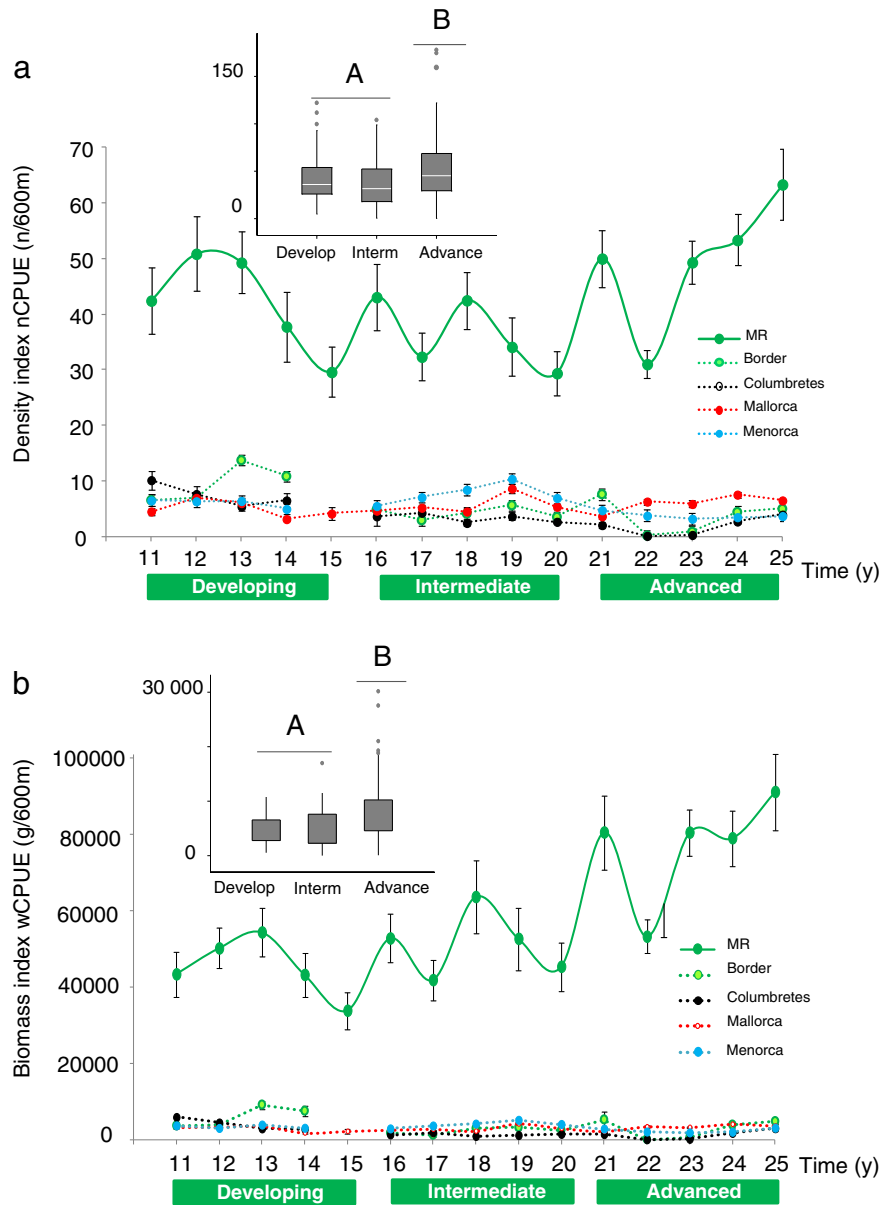 a
B
A
150
0
Develop Interm Advance
Density index nCPUE (n/600m)
70
60
50
40
30
20
10
0
MR
Border
Columbretes
Mallorca
Menorca
11 12 13 14 15 16 17 18 19 20 21 22 23 24 25
Time (y)
Developing Intermediate Advanced
b
B
A
30 000
0
Develop Interm Advance
Biomass index wCPUE (g/600m)
100000
80000
60000
40000
20000
0
MR
Border
Columbretes
Mallorca
Menorca
11 12 13 14 15 16 17 18 19 20 21 22 23 24 25
Time (y)
Developing Intermediate Advanced